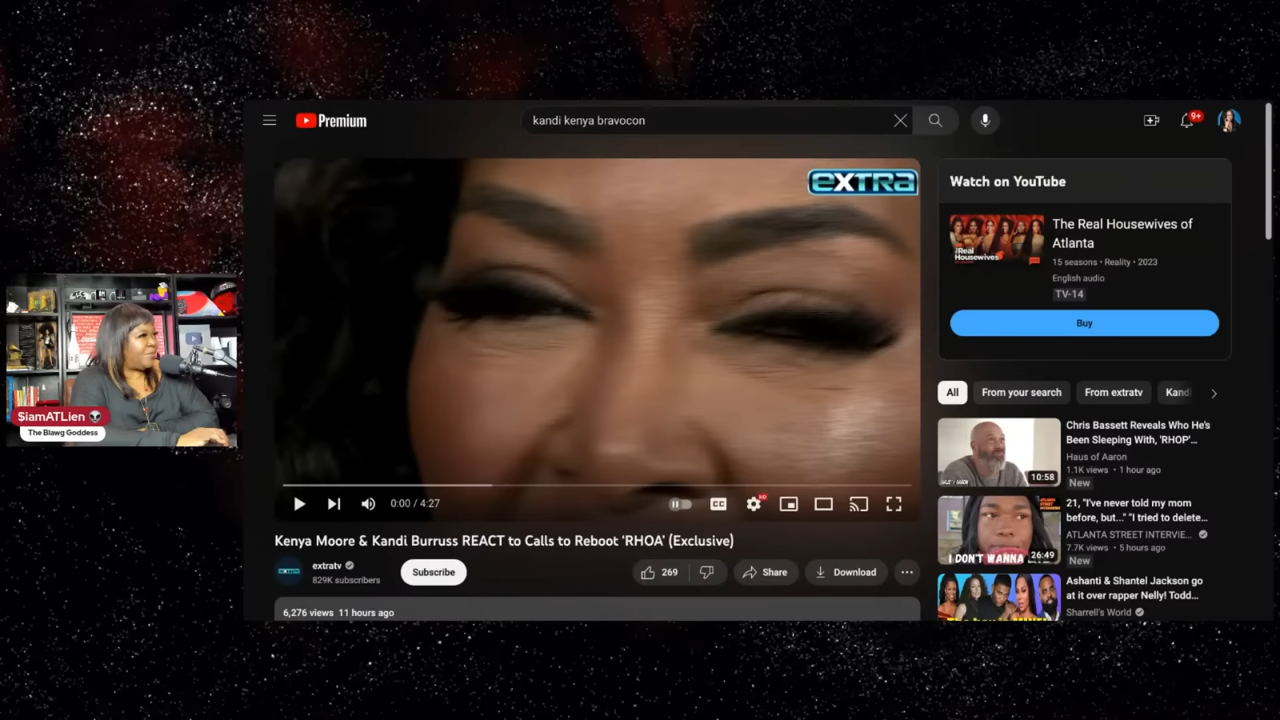 Premium
kandi kenya bravocon
9+
extra
Watch on YouTube
The Real Housewives of
Atlanta
15 seasons • Reality • 2023
English audio
TV-14
Buy
Real
Housewives
$iamATLien 👽
The Blawg Goddess
0:00 / 4:27
CC
HD
Kenya Moore & Kandi Burruss REACT to Calls to Reboot 'RHOA' (Exclusive)
extra
extratv
829K subscribers
Subscribe
269
Share
Download
6,276 views 11 hours ago
All
From your search
From extratv
Kand
Chris Bassett Reveals Who He's
Been Sleeping With, 'RHOP'...
Haus of Aaron
1.1K views • 1 hour ago
New
10:58
21, "I've never told my mom
before, but..." "I tried to delete...
ATLANTA STREET INTERVIE...
7.7K views • 5 hours ago
New
I DON'T WANNA
26:49
Ashanti & Shantel Jackson go
at it over rapper Nelly! Todd...
Sharrell's World